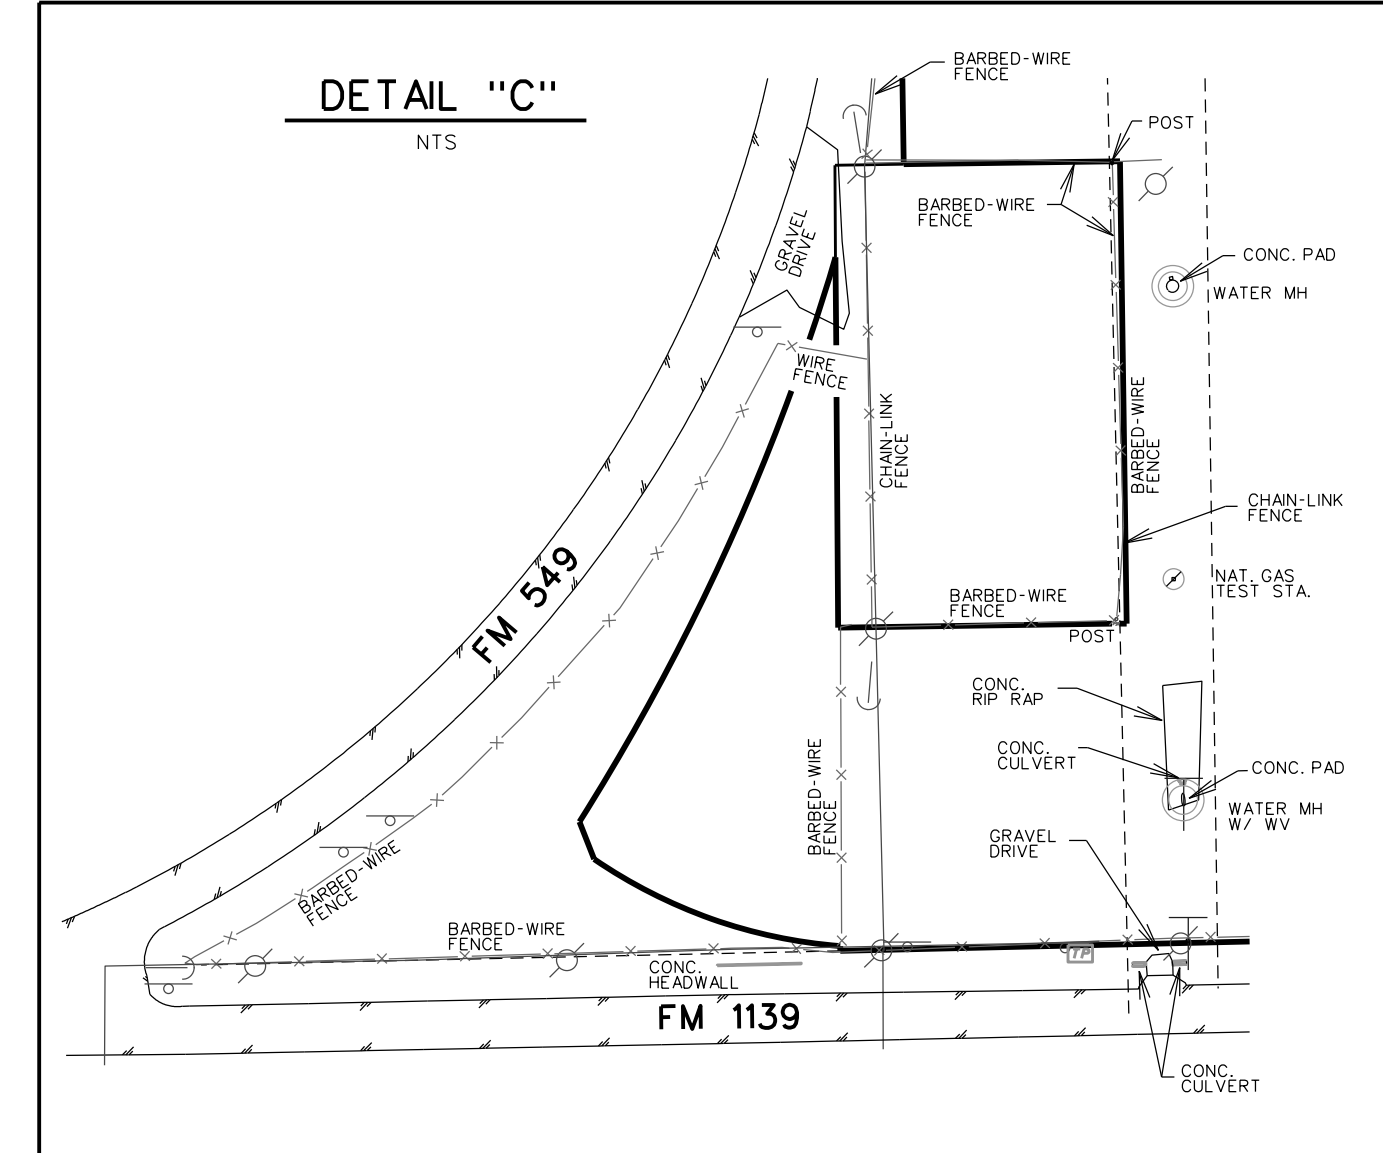 DETAIL "C"
NTS
BARBED-WIRE
FENCE
POST
BARBED-WIRE
FENCE
GRAVEL
DRIVE
CONC. PAD
WATER MH
WIRE
FENCE
CHAIN-LINK
FENCE
BARBED-WIRE
FENCE
CHAIN-LINK
FENCE
FM 549
NAT. GAS
TEST STA.
BARBED-WIRE
FENCE
POST
CONC.
RIP RAP
CONC.
CULVERT
CONC. PAD
WATER MH
W/ WV
BARBED-WIRE
FENCE
GRAVEL
DRIVE
BARBED-WIRE
FENCE
BARBED-WIRE
FENCE
TP
CONC.
HEADWALL
FM 1139
CONC.
CULVERT